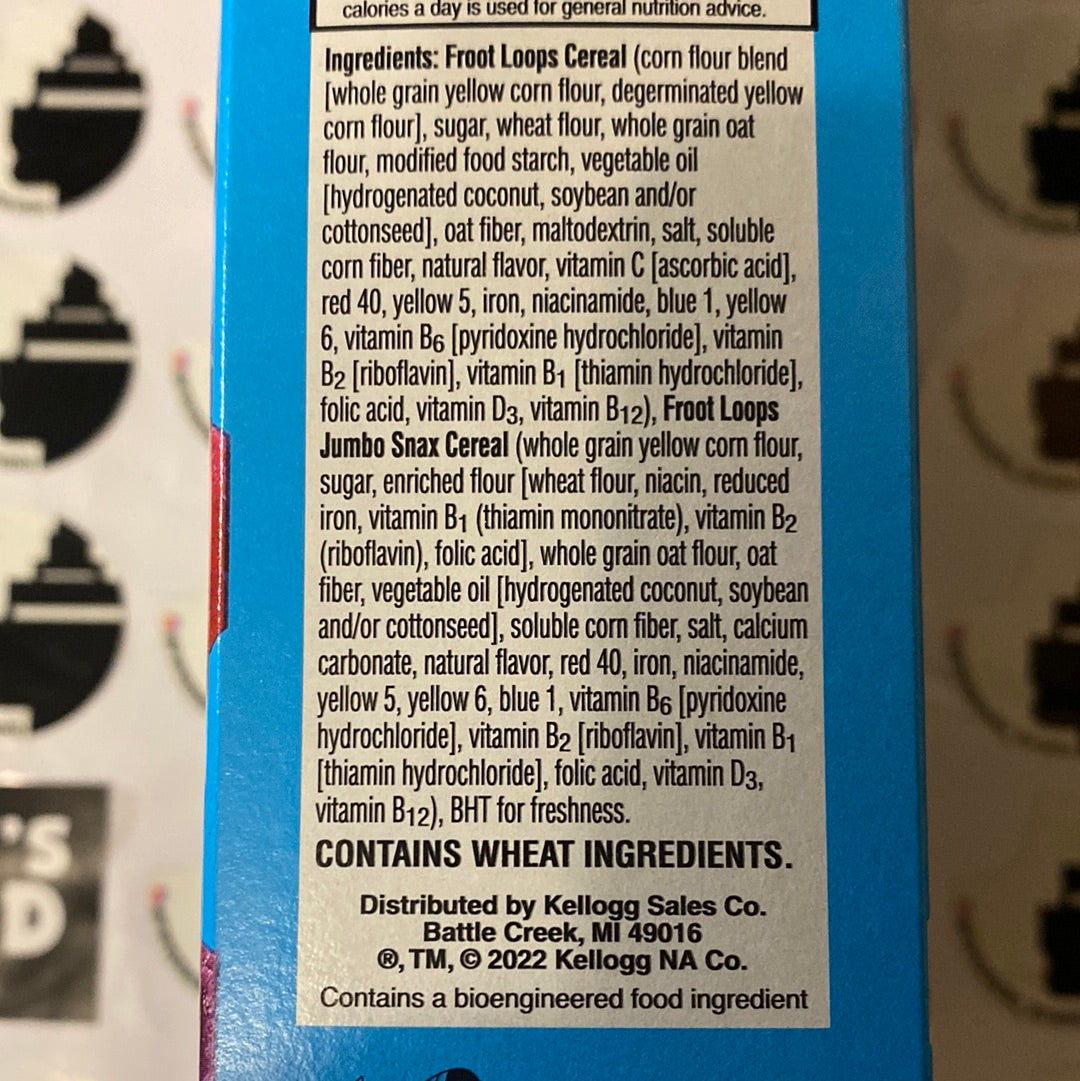 calories a day is used for general nutrition advice.
Ingredients: Froot Loops Cereal (corn flour blend
[whole grain yellow corn flour, degerminated yellow
corn flour], sugar, wheat flour, whole grain oat
flour, modified food starch, vegetable oil
[hydrogenated coconut, soybean and/or
cottonseed], oat fiber, maltodextrin, salt, soluble
corn fiber, natural flavor, vitamin C [ascorbic acid],
red 40, yellow 5, iron, niacinamide, blue 1, yellow
6, vitamin B6 [pyridoxine hydrochloride], vitamin
B2 [riboflavin], vitamin B1 [thiamin hydrochloride],
folic acid, vitamin D3, vitamin B12), Froot Loops
Jumbo Snax Cereal (whole grain yellow corn flour,
sugar, enriched flour [wheat flour, niacin, reduced
iron, vitamin B1 (thiamin mononitrate), vitamin B2
(riboflavin), folic acid], whole grain oat flour, oat
fiber, vegetable oil [hydrogenated coconut, soybean
and/or cottonseed], soluble corn fiber, salt, calcium
carbonate, natural flavor, red 40, iron, niacinamide,
yellow 5, yellow 6, blue 1, vitamin B6 [pyridoxine
hydrochloride], vitamin B2 [riboflavin], vitamin B1
[thiamin hydrochloride], folic acid, vitamin D3,
vitamin B12), BHT for freshness.
CONTAINS WHEAT INGREDIENTS.
Distributed by Kellogg Sales Co.
Battle Creek, MI 49016
®, TM, © 2022 Kellogg NA Co.
Contains a bioengineered food ingredient
'S
D